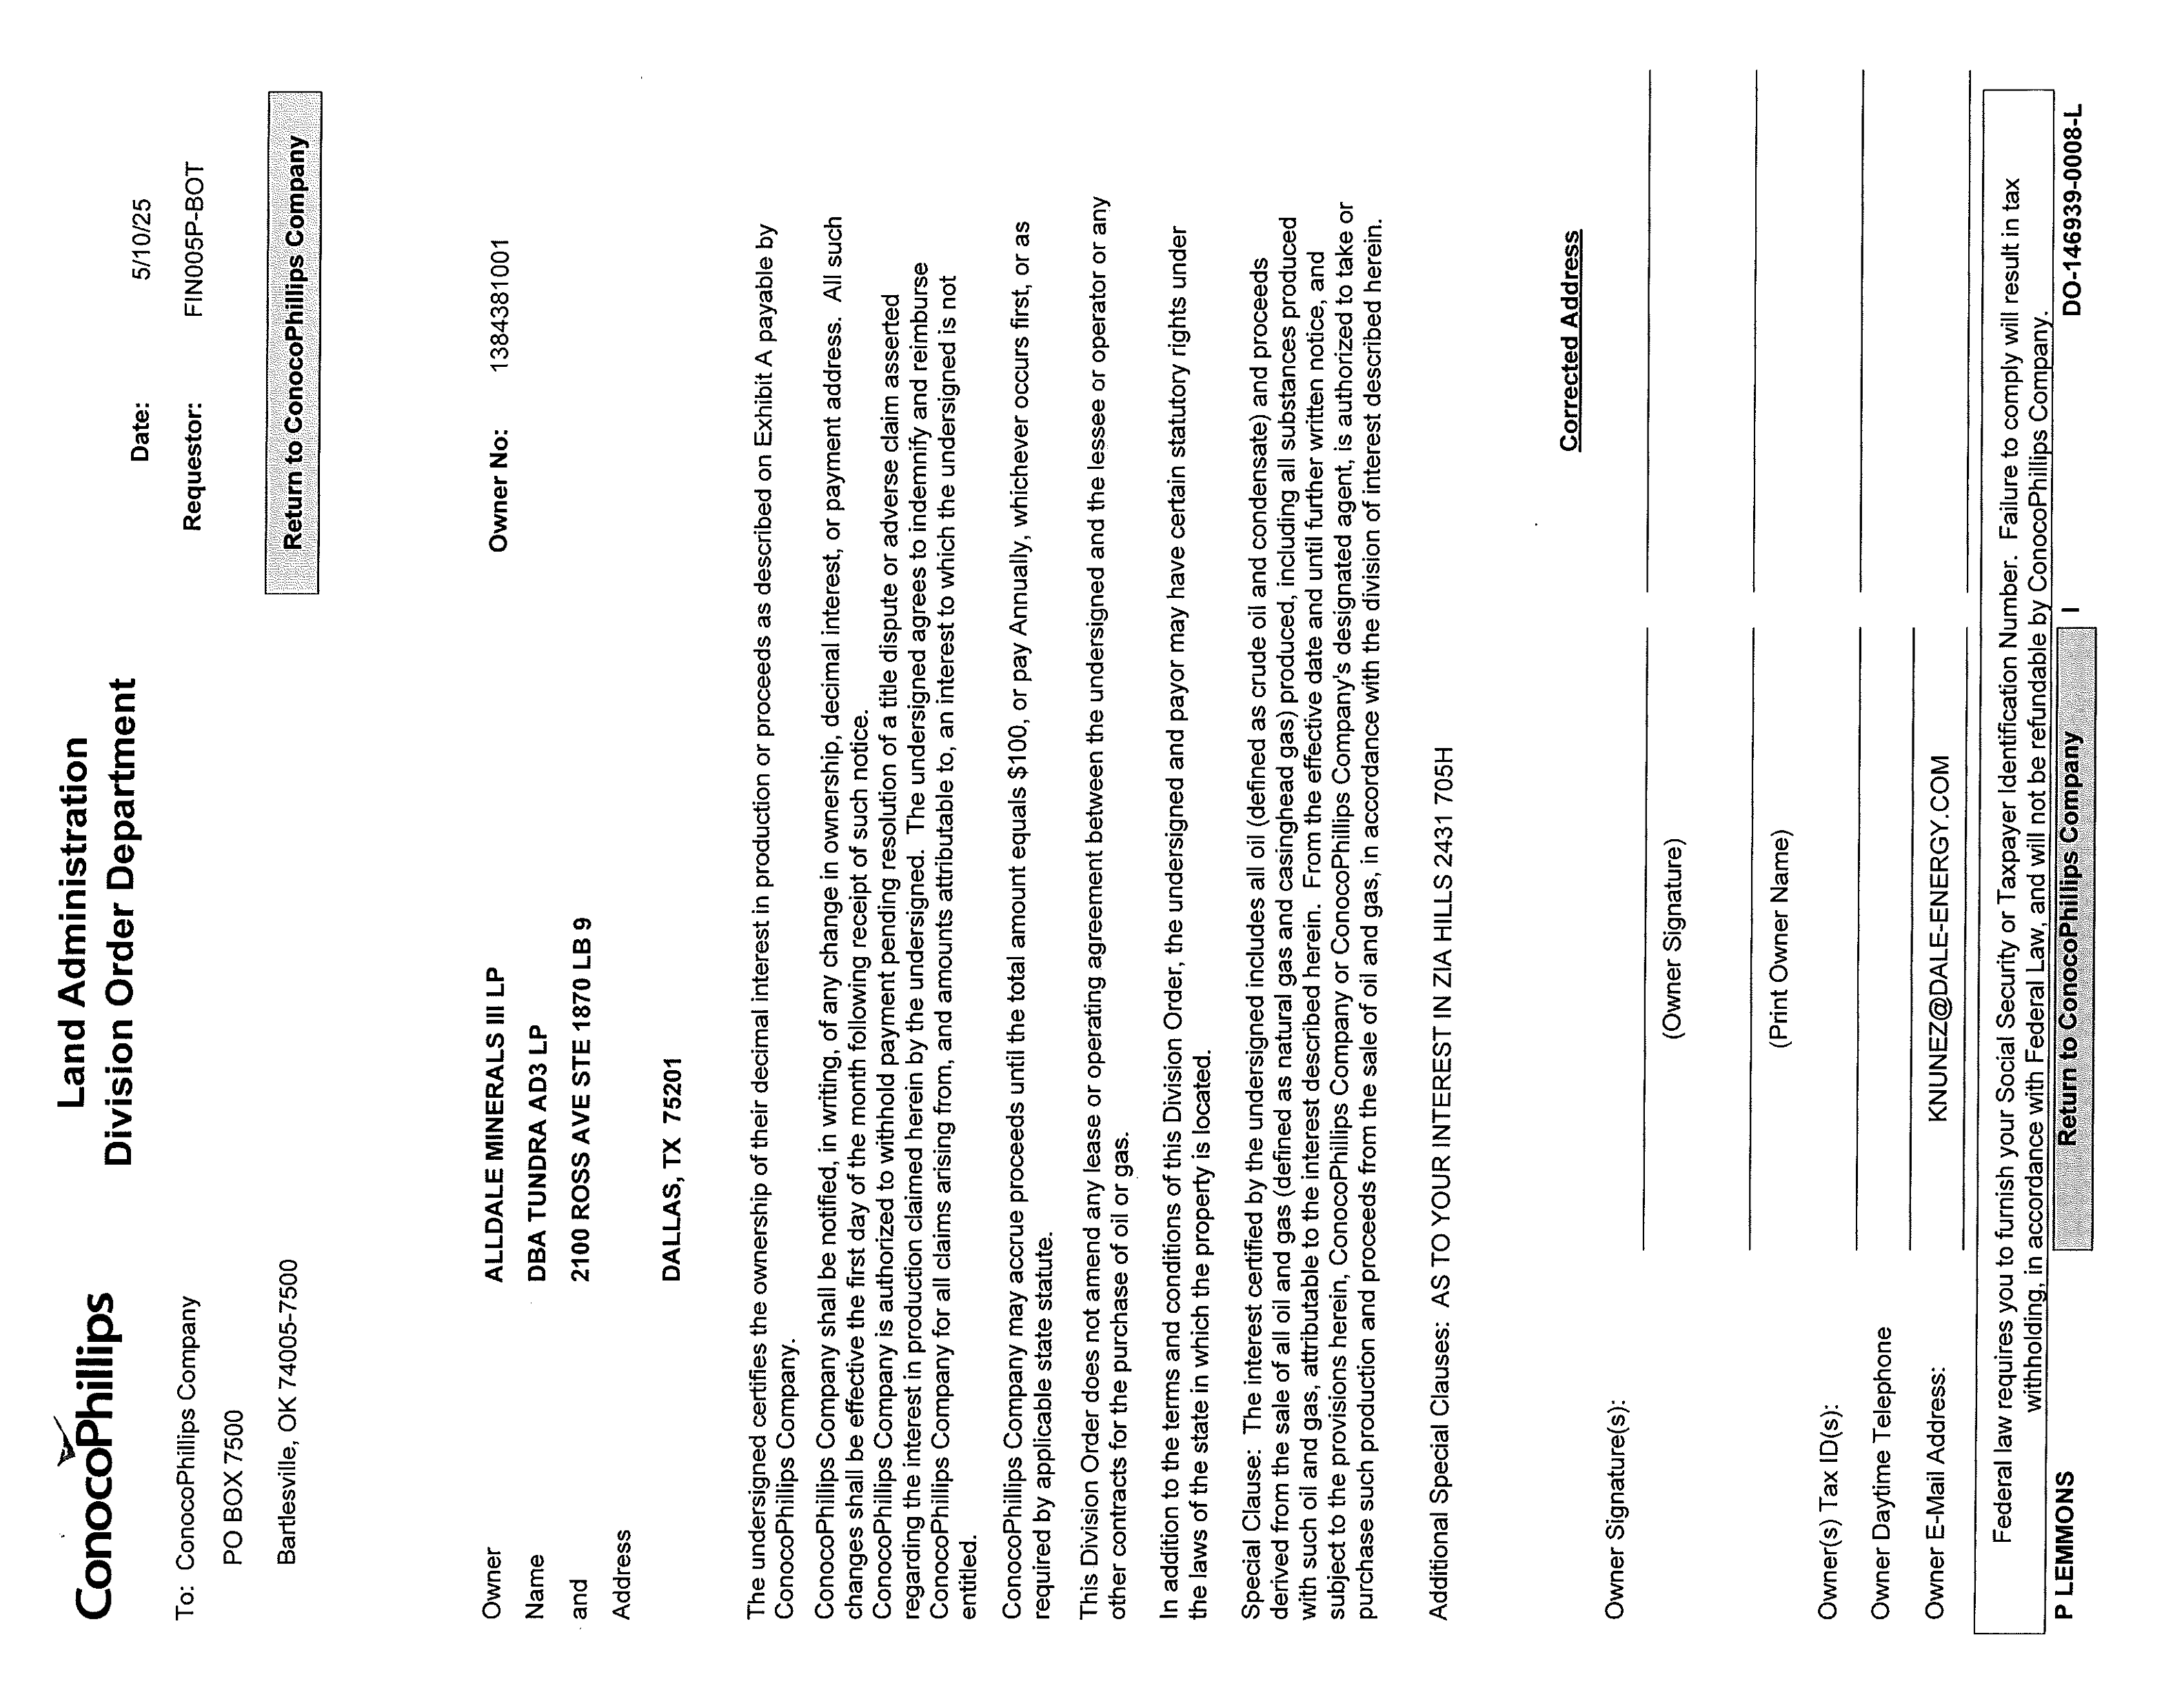 ConocoPhillips
Land Administration
Division Order Department
Date: 5/10/25
Requestor: FIN005P-BOT
To: ConocoPhillips Company
PO BOX 7500
Bartlesville, OK 74005-7500
Return to ConocoPhillips Company
Owner ALLDALE MINERALS III LP Owner No: 138438​1001
Name DBA TUNDRA AD3 LP
and 2100 ROSS AVE STE 1870 LB 9
Address
DALLAS, TX 75201
The undersigned certifies the ownership of their decimal interest in production or proceeds as described on Exhibit A payable by
ConocoPhillips Company.
ConocoPhillips Company shall be notified, in writing, of any change in ownership, decimal interest, or payment address. All such
changes shall be effective the first day of the month following receipt of such notice.
ConocoPhillips Company is authorized to withhold payment pending resolution of a title dispute or adverse claim asserted
regarding the interest in production claimed herein by the undersigned. The undersigned agrees to indemnify and reimburse
ConocoPhillips Company for all claims arising from, and amounts attributable to, an interest to which the undersigned is not
entitled.
ConocoPhillips Company may accrue proceeds until the total amount equals $100, or pay Annually, whichever occurs first, or as
required by applicable state statute.
This Division Order does not amend any lease or operating agreement between the undersigned and the lessee or operator or any
other contracts for the purchase of oil or gas.
In addition to the terms and conditions of this Division Order, the undersigned and payor may have certain statutory rights under
the laws of the state in which the property is located.
Special Clause: The interest certified by the undersigned includes all oil (defined as crude oil and condensate) and proceeds
derived from the sale of all oil and gas (defined as natural gas and casinghead gas) produced, including all substances produced
with such oil and gas, attributable to the interest described herein. From the effective date and until further written notice, and
subject to the provisions herein, ConocoPhillips Company or ConocoPhillips Company's designated agent, is authorized to take or
purchase such production and proceeds from the sale of oil and gas, in accordance with the division of interest described herein.
Additional Special Clauses: AS TO YOUR INTEREST IN ZIA HILLS 2431 705H
Corrected Address
Owner Signature(s):
(Owner Signature)
(Print Owner Name)
Owner(s) Tax ID(s):
Owner Daytime Telephone
Owner E-Mail Address: KNUNEZ@DALE-ENERGY.COM
Federal law requires you to furnish your Social Security or Taxpayer Identification Number. Failure to comply will result in tax
withholding, in accordance with Federal Law, and will not be refundable by ConocoPhillips Company.
P LEMMONS Return to ConocoPhillips Company I DO-146939-0008-L